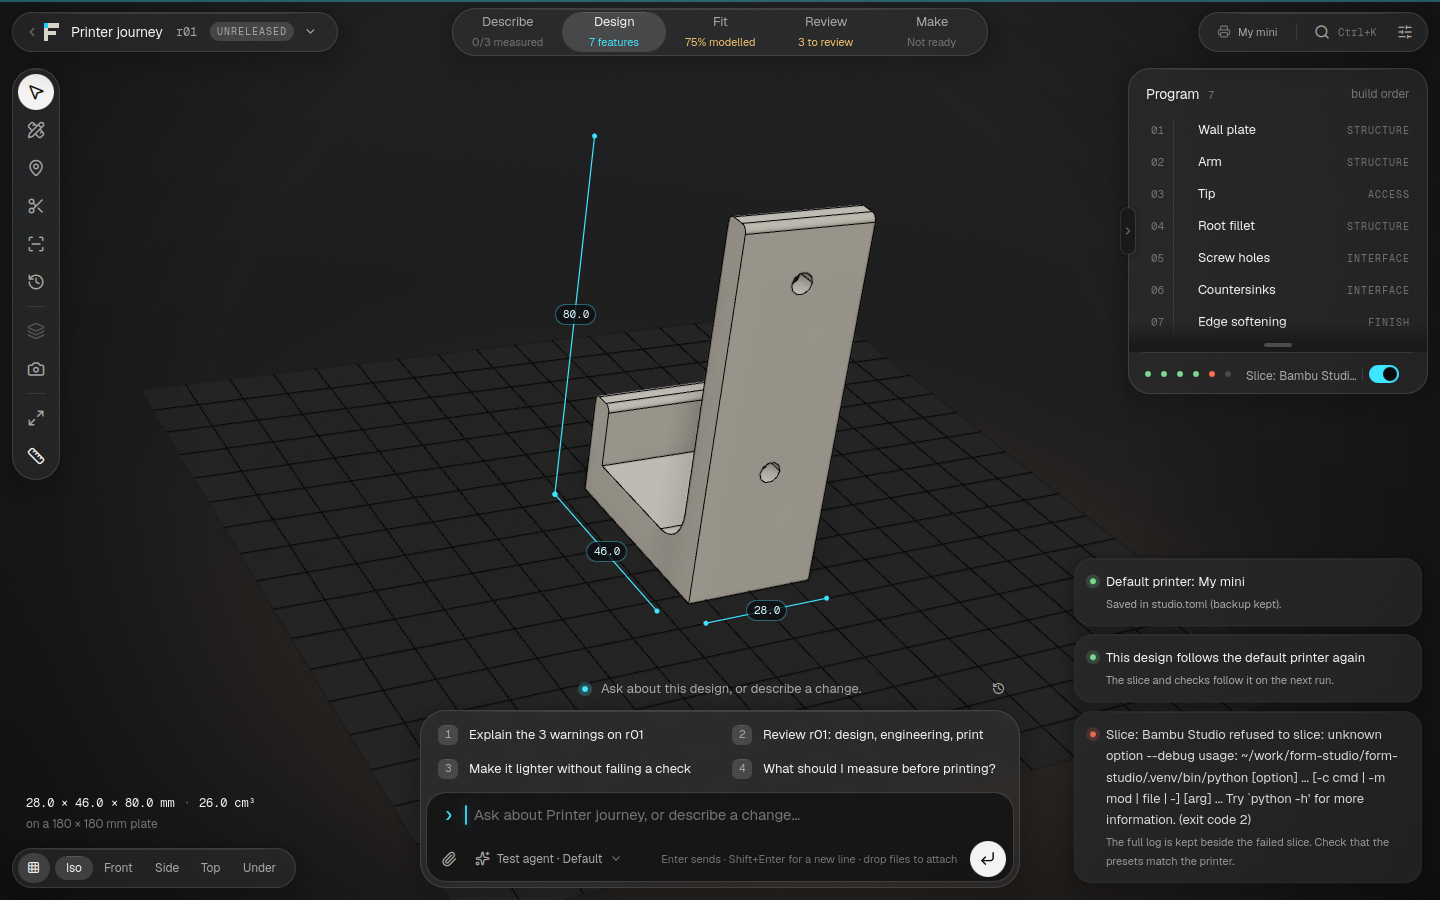 Printer journey r01 UNRELEASED
Describe
0/3 measured
Design
7 features
Fit
75% modelled
Review
3 to review
Make
Not ready
My mini
Ctrl+K
Program 7 build order
01 Wall plate STRUCTURE
02 Arm STRUCTURE
03 Tip ACCESS
04 Root fillet STRUCTURE
05 Screw holes INTERFACE
06 Countersinks INTERFACE
07 Edge softening FINISH
Slice: Bambu Studi...
80.0
46.0
28.0
Default printer: My mini
Saved in studio.toml (backup kept).
This design follows the default printer again
The slice and checks follow it on the next run.
Slice: Bambu Studio refused to slice: unknown
option --debug usage: ~/work/form-studio/form-
studio/.venv/bin/python [option] ... [-c cmd | -m
mod | file | -] [arg] ... Try `python -h' for more
information. (exit code 2)
The full log is kept beside the failed slice. Check that the
presets match the printer.
Ask about this design, or describe a change.
1 Explain the 3 warnings on r01
2 Review r01: design, engineering, print
3 Make it lighter without failing a check
4 What should I measure before printing?
Ask about Printer journey, or describe a change...
Test agent · Default
Enter sends · Shift+Enter for a new line · drop files to attach
28.0 × 46.0 × 80.0 mm · 26.0 cm³
on a 180 × 180 mm plate
Iso Front Side Top Under